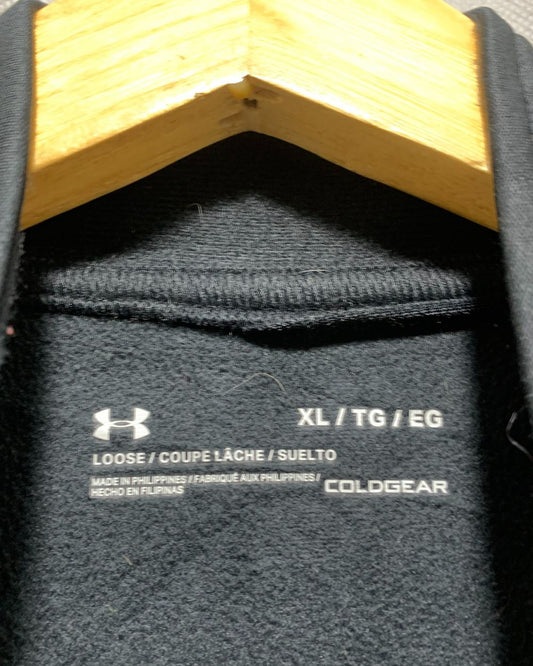 XL / TG / EG
LOOSE / COUPE LÂCHE / SUELTO
MADE IN PHILIPPINES / FABRIQUÉ AUX PHILIPPINES /
HECHO EN FILIPINAS
COLDGEAR